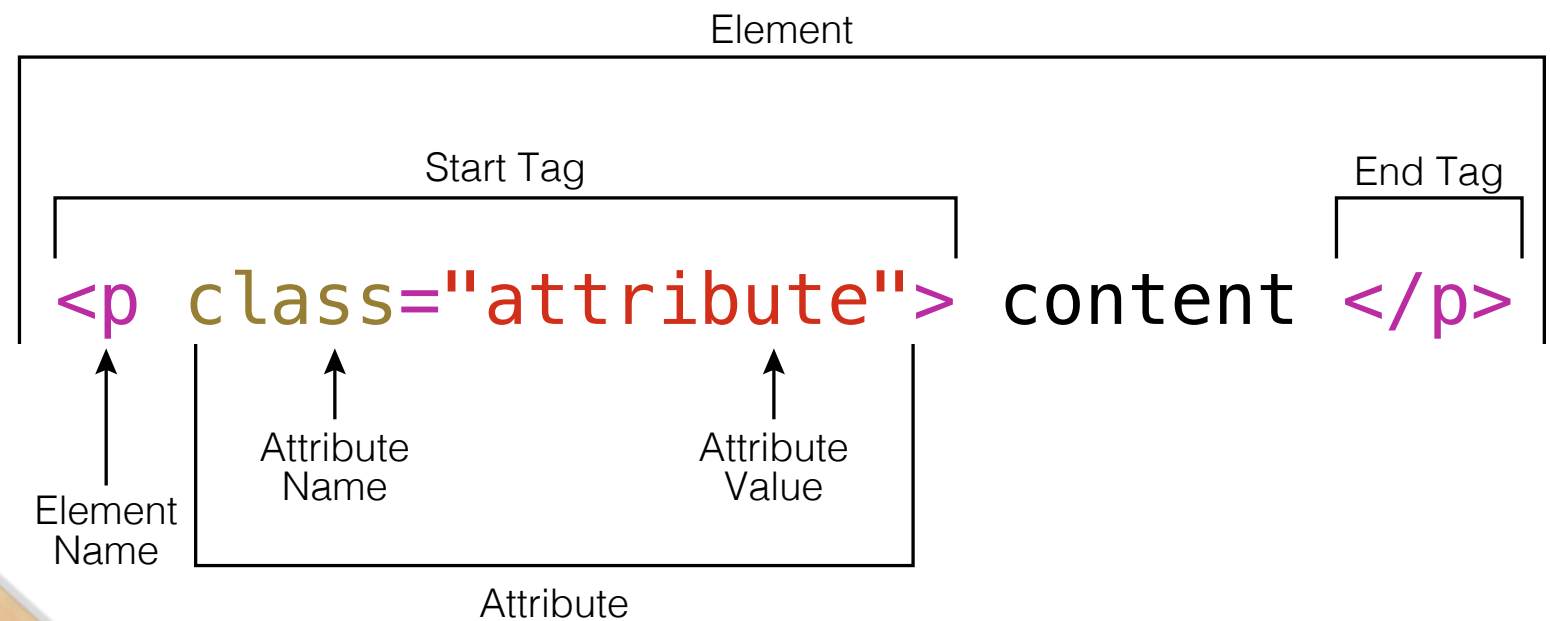 Element
Start Tag
End Tag
<p class="attribute"> content </p>
Attribute
Name
Attribute
Value
Element
Name
Attribute